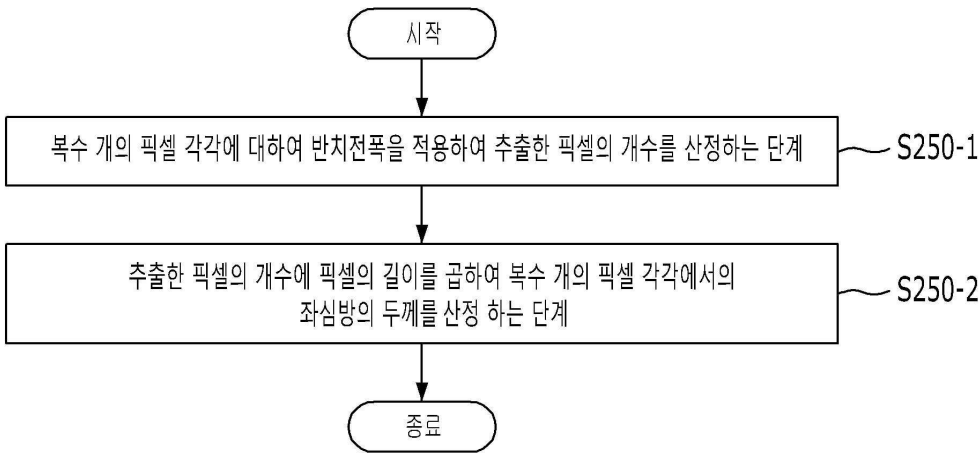 시작
복수 개의 픽셀 각각에 대하여 반치전폭을 적용하여 추출한 픽셀의 개수를 산정하는 단계
S250-1
추출한 픽셀의 개수에 픽셀의 길이를 곱하여 복수 개의 픽셀 각각에서의
좌심방의 두께를 산정 하는 단계
S250-2
종료